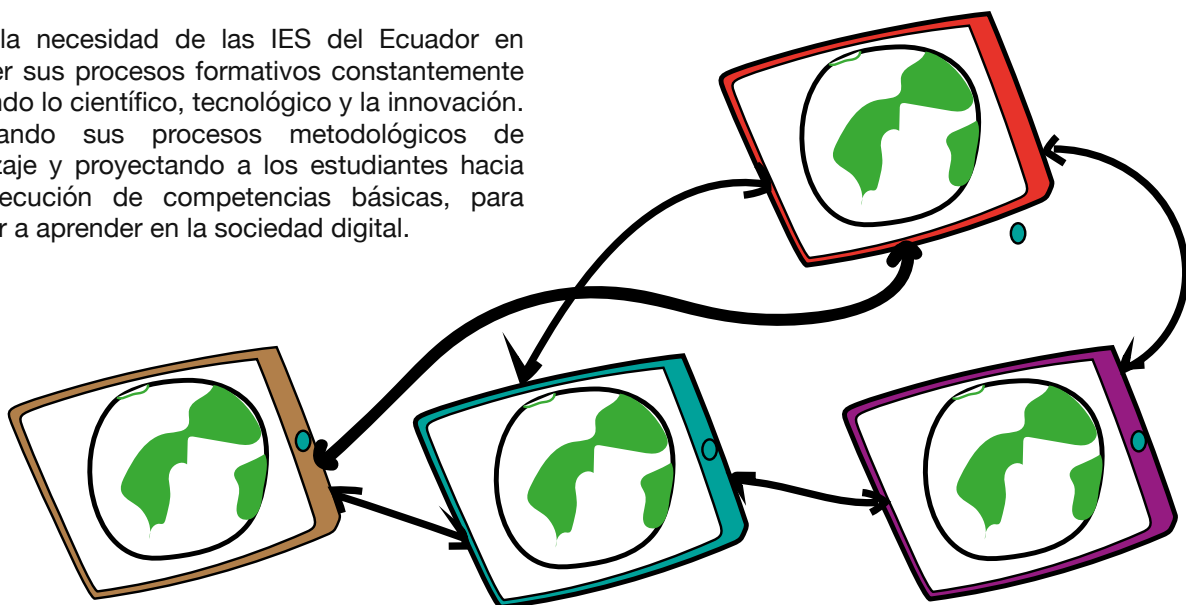 la necesidad de las IES del Ecuador en
er sus procesos formativos constantemente
ndo lo científico, tecnológico y la innovación.
ando sus procesos metodológicos de
zaje y proyectando a los estudiantes hacia
ecución de competencias básicas, para
r a aprender en la sociedad digital.